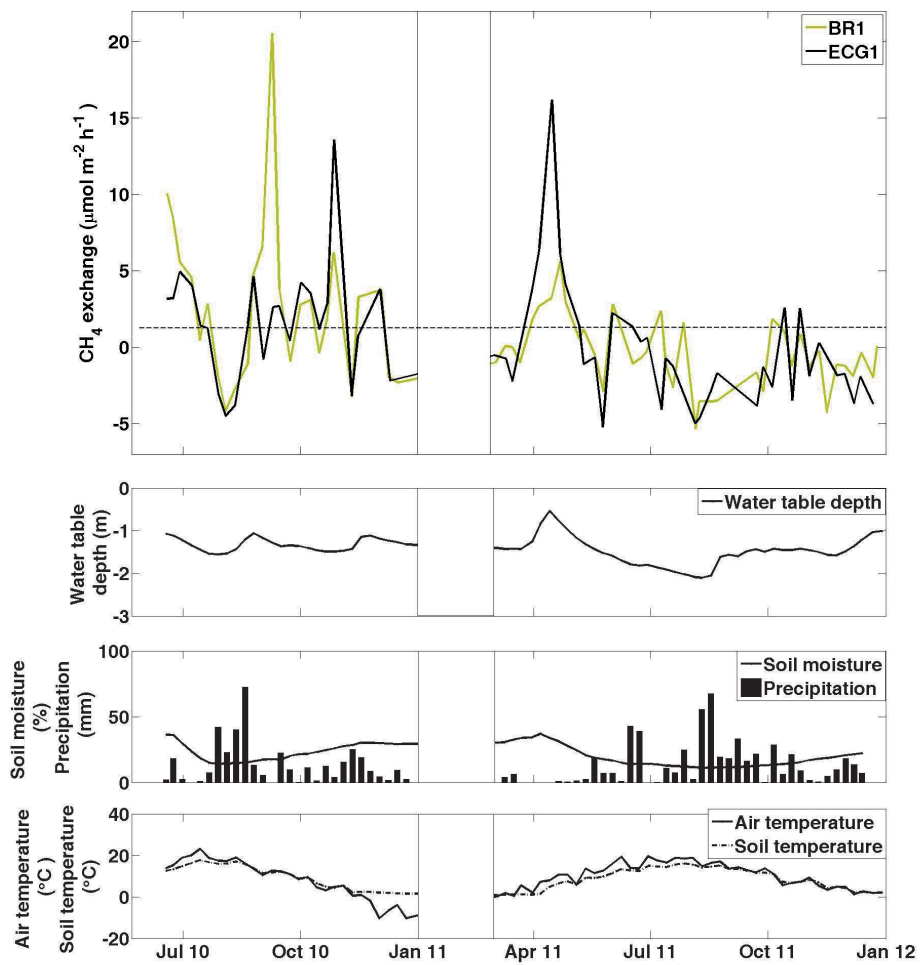 BR1
ECG1
20
15
10
5
0
-5
CH4 exchange (μmol m-2 h-1 )
Water table depth
0
-1
-2
-3
Water table
depth (m)
Soil moisture
Precipitation
100
50
0
Soil moisture
(%)
Precipitation
(mm)
Air temperature
Soil temperature
40
20
0
-20
Air temperature
(°C )
Soil temperature
(°C)
Jul 10
Oct 10
Jan 11
Apr 11
Jul 11
Oct 11
Jan 12